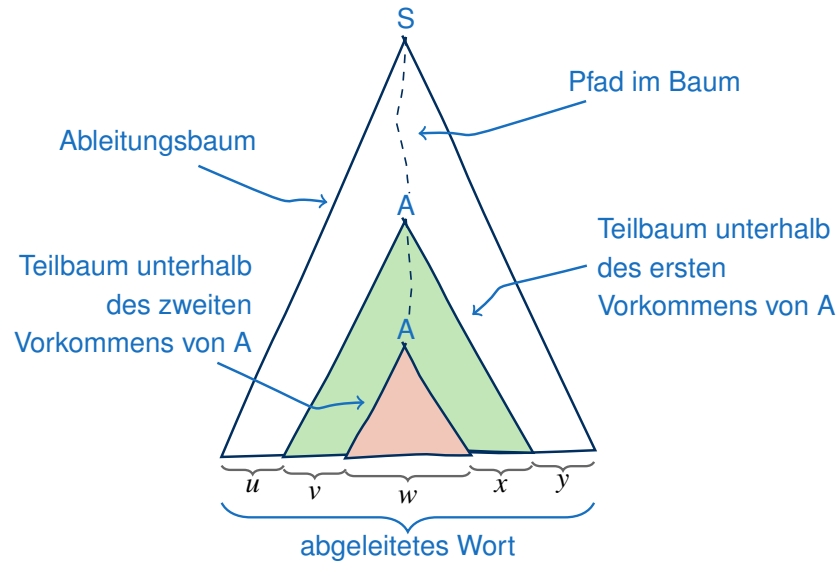 S
Pfad im Baum
Ableitungsbaum
A
Teilbaum unterhalb
des ersten
Vorkommens von A
Teilbaum unterhalb
des zweiten
Vorkommens von A
A
u v w x y
abgeleitetes Wort